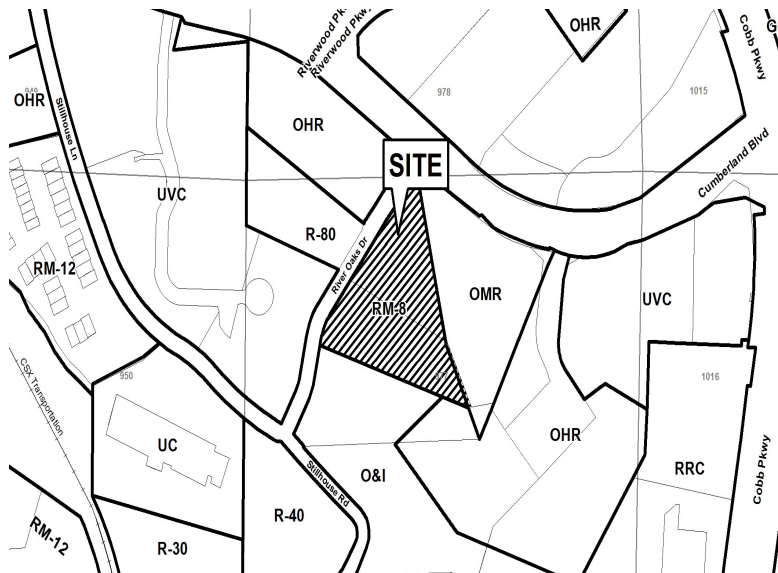 Riverwood Pkwy
Riverwood Pkwy
OHR
Cobb Pkwy
G
OHR
Stillhouse Ln
978
1015
OHR
SITE
Cumberland Blvd
UVC
R-80
River Oaks Dr
RM-12
OMR
UVC
RM-8
CSX Transportation
950
1016
UC
OHR
O&I
RRC
Cobb Pkwy
Stillhouse Rd
R-40
RM-12
R-30